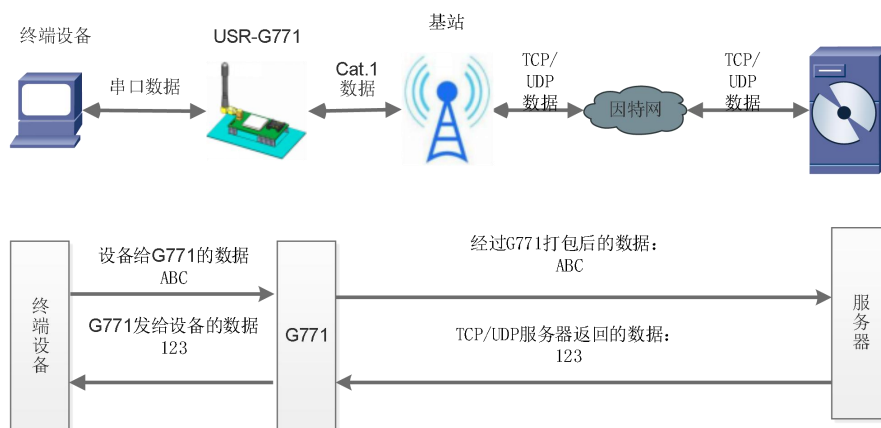 终端设备
USR-G771
基站
串口数据
Cat.1
数据
TCP/
UDP
数据
因特网
TCP/
UDP
数据
设备给G771的数据
ABC
经过G771打包后的数据：
ABC
终端设备
G771发给设备的数据
123
G771
TCP/UDP服务器返回的数据：
123
服务器